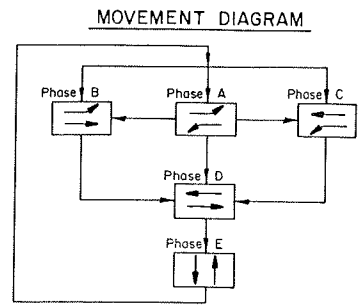 MOVEMENT DIAGRAM
Phase B
Phase A
Phase C
Phase D
Phase E